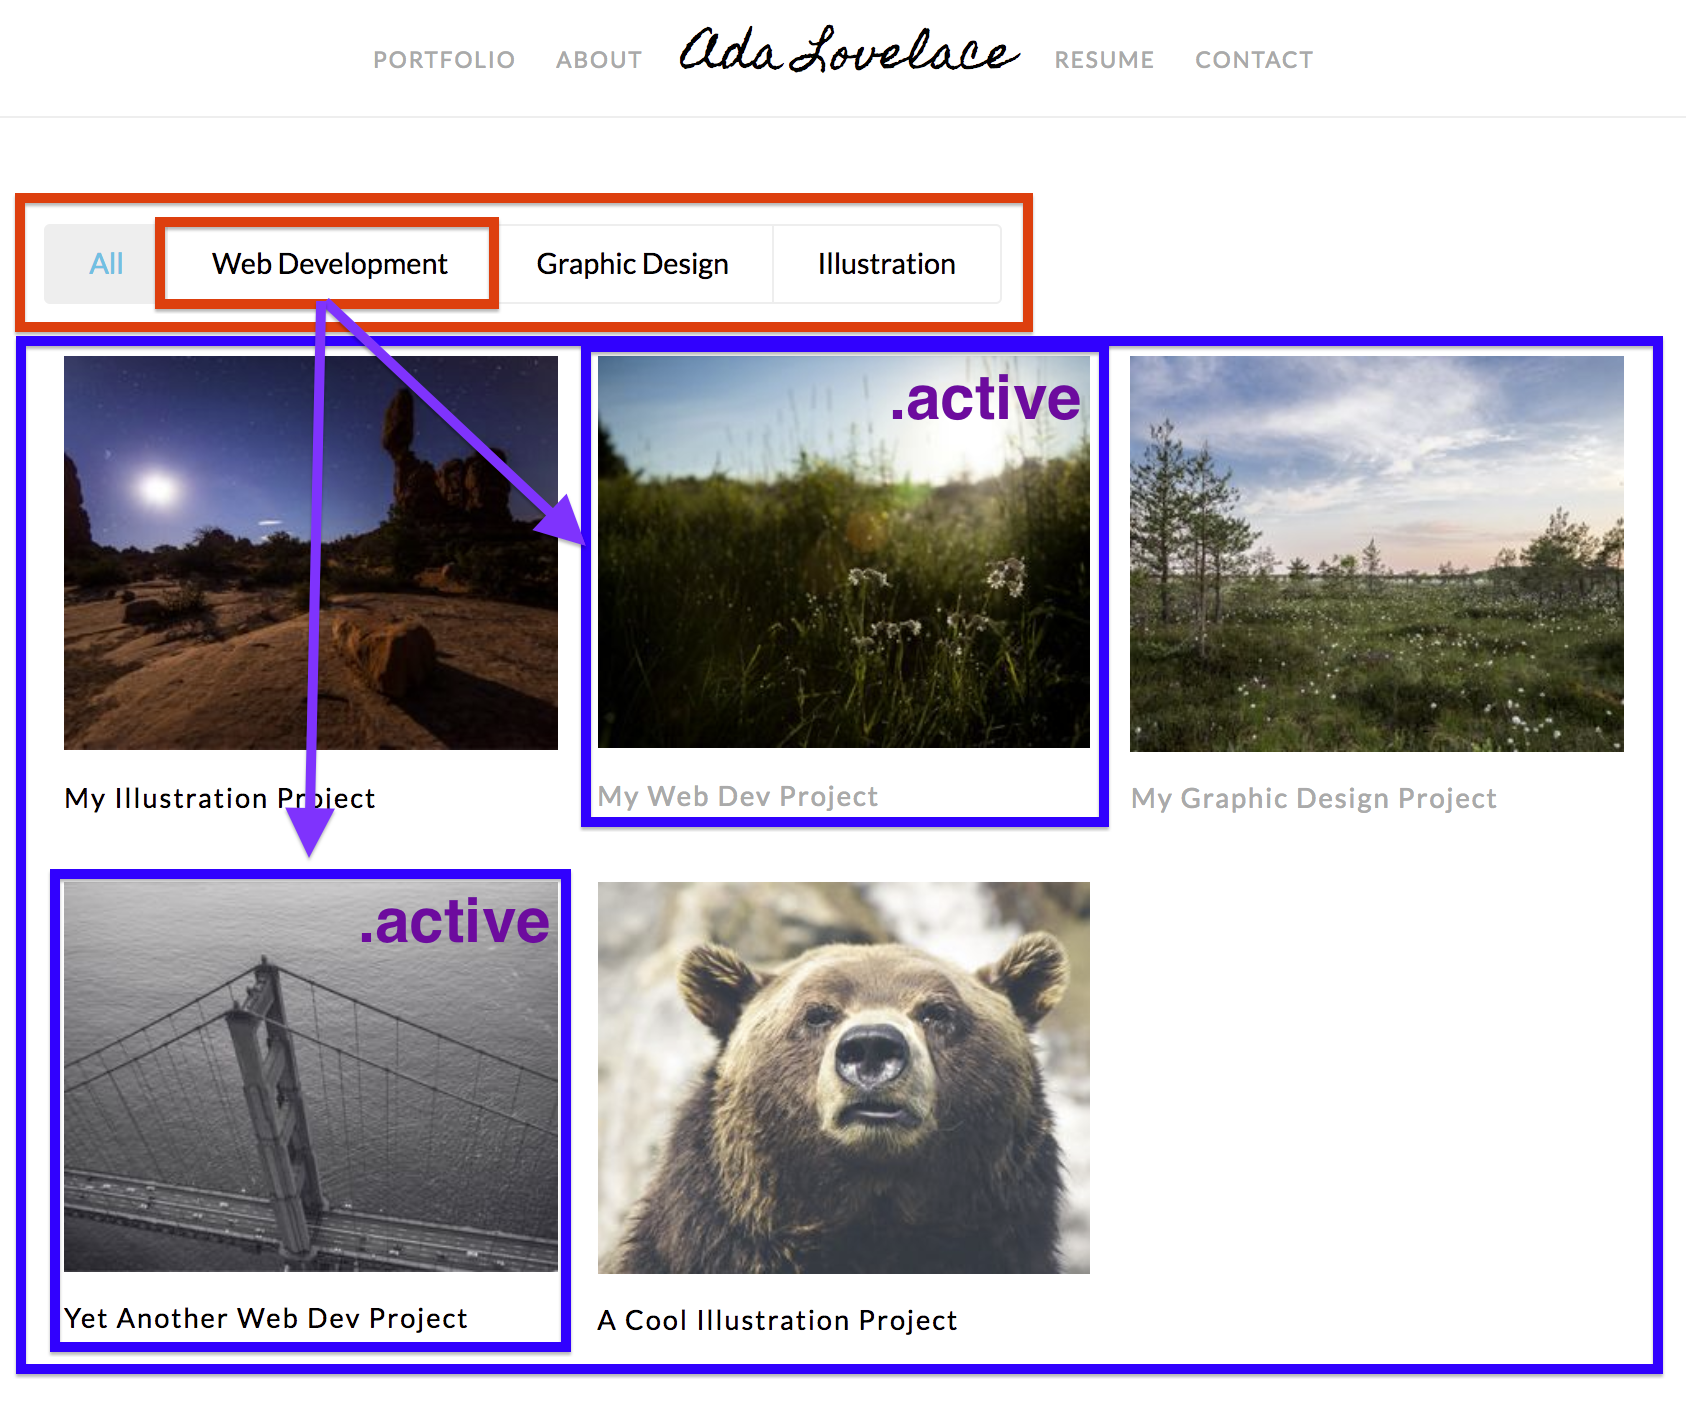 PORTFOLIO ABOUT Ada Lovelace RESUME CONTACT
All Web Development Graphic Design Illustration
.active
My Illustration Project My Web Dev Project My Graphic Design Project
.active
Yet Another Web Dev Project A Cool Illustration Project